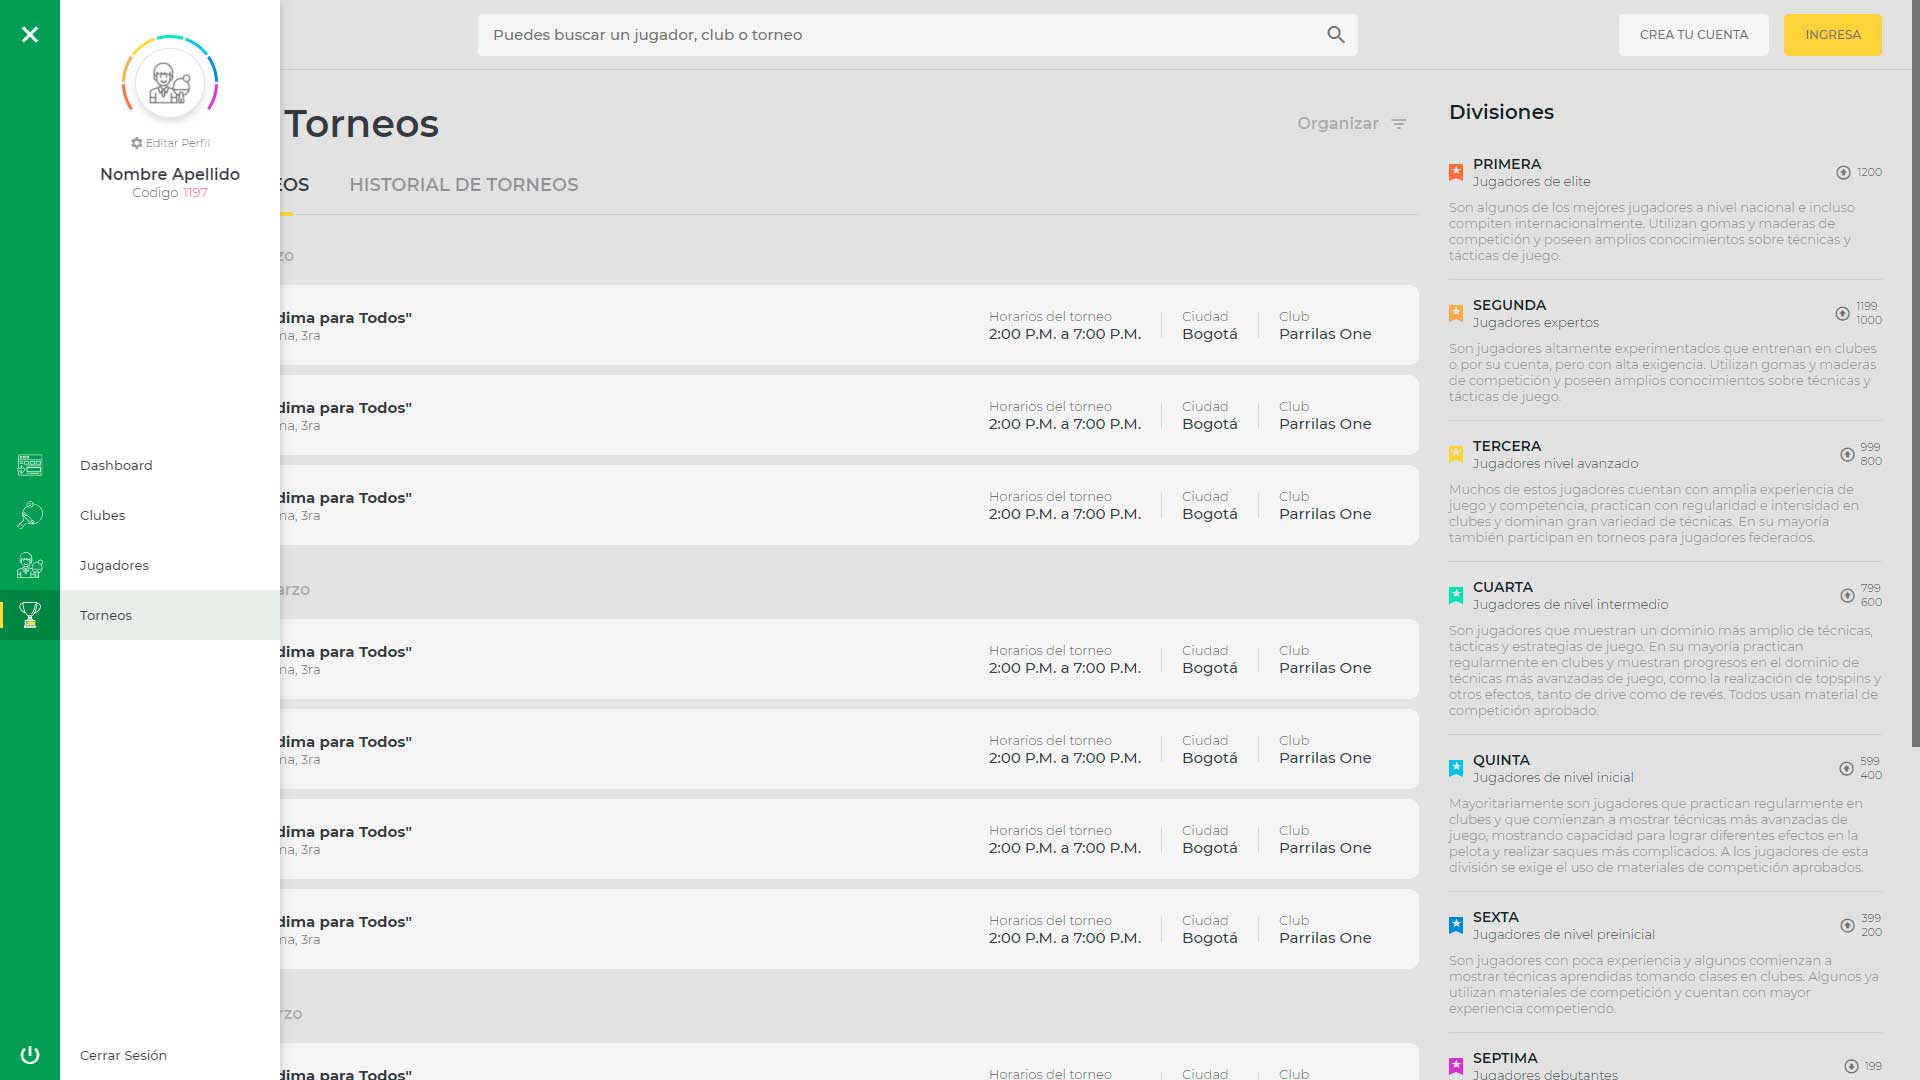 Editar Perfil
Nombre Apellido
Codigo 1197
Dashboard
Clubes
Jugadores
Torneos
Cerrar Sesión
Puedes buscar un jugador, club o torneo
CREA TU CUENTA
INGRESA
Torneos
Organizar
HISTORIAL DE TORNEOS
para Todos"
3ra
Horarios del torneo
2:00 P.M. a 7:00 P.M.
Ciudad
Bogotá
Club
Parrilas One
para Todos"
3ra
Horarios del torneo
2:00 P.M. a 7:00 P.M.
Ciudad
Bogotá
Club
Parrilas One
para Todos"
3ra
Horarios del torneo
2:00 P.M. a 7:00 P.M.
Ciudad
Bogotá
Club
Parrilas One
para Todos"
3ra
Horarios del torneo
2:00 P.M. a 7:00 P.M.
Ciudad
Bogotá
Club
Parrilas One
para Todos"
3ra
Horarios del torneo
2:00 P.M. a 7:00 P.M.
Ciudad
Bogotá
Club
Parrilas One
para Todos"
3ra
Horarios del torneo
2:00 P.M. a 7:00 P.M.
Ciudad
Bogotá
Club
Parrilas One
para Todos"
3ra
Horarios del torneo
2:00 P.M. a 7:00 P.M.
Ciudad
Bogotá
Club
Parrilas One
para Todos"
Horarios del torneo
Ciudad
Club
Divisiones
PRIMERA
Jugadores de elite
1200
Son algunos de los mejores jugadores a nivel nacional e incluso
compiten internacionalmente. Utilizan gomas y maderas de
competición y poseen amplios conocimientos sobre técnicas y
tácticas de juego.
SEGUNDA
Jugadores expertos
1199
1000
Son jugadores altamente experimentados que entrenan en clubes
o por su cuenta, pero con alta exigencia. Utilizan gomas y maderas
de competición y poseen amplios conocimientos sobre técnicas y
tácticas de juego.
TERCERA
Jugadores nivel avanzado
999
800
Muchos de estos jugadores cuentan con amplia experiencia de
juego y competencia, practican con regularidad e intensidad en
clubes y dominan gran variedad de técnicas. En su mayoría
también participan en torneos para jugadores federados.
CUARTA
Jugadores de nivel intermedio
799
600
Son jugadores que muestran un dominio más amplio de técnicas,
tácticas y estrategias de juego. En su mayoría practican
regularmente en clubes y muestran progresos en el dominio de
técnicas más avanzadas de juego, como la realización de topspins y
otros efectos, tanto de drive como de revés. Todos usan material de
competición aprobado.
QUINTA
Jugadores de nivel inicial
599
400
Mayoritariamente son jugadores que practican regularmente en
clubes y que comienzan a mostrar técnicas más avanzadas de
juego, mostrando capacidad para lograr diferentes efectos en la
pelota y realizar saques más complicados. A los jugadores de esta
división se exige el uso de materiales de competición aprobados.
SEXTA
Jugadores de nivel preinicial
399
200
Son jugadores con poca experiencia y algunos comienzan a
mostrar técnicas aprendidas tomando clases en clubes. Algunos ya
utilizan materiales de competición y cuentan con mayor
experiencia competiendo.
SEPTIMA
Jugadores debutantes
199